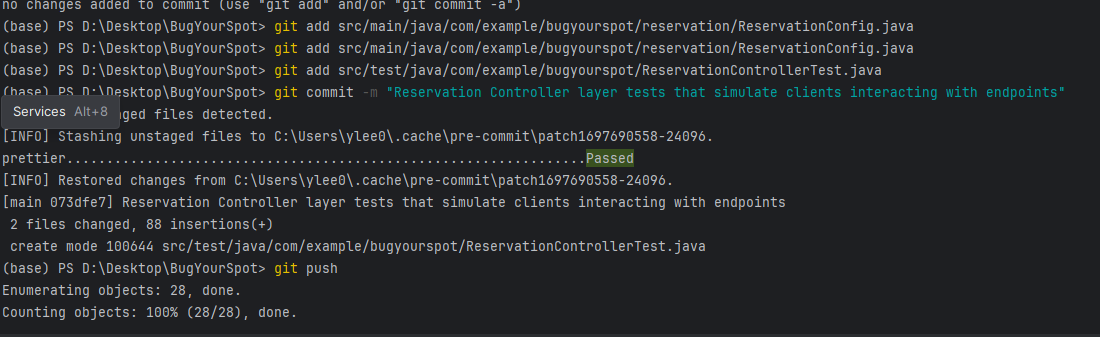 no changes added to commit (use "git add" and/or "git commit -a")
(base) PS D:\Desktop\BugYourSpot> git add src/main/java/com/example/bugyourspot/reservation/ReservationConfig.java
(base) PS D:\Desktop\BugYourSpot> git add src/main/java/com/example/bugyourspot/reservation/ReservationConfig.java
(base) PS D:\Desktop\BugYourSpot> git add src/test/java/com/example/bugyourspot/ReservationControllerTest.java
(base) PS D:\Desktop\BugYourSpot> git commit -m "Reservation Controller layer tests that simulate clients interacting with endpoints"
Services Alt+8
ged files detected.
[INFO] Stashing unstaged files to C:\Users\ylee0\.cache\pre-commit\patch1697690558-24096.
prettier.................................................................Passed
[INFO] Restored changes from C:\Users\ylee0\.cache\pre-commit\patch1697690558-24096.
[main 073dfe7] Reservation Controller layer tests that simulate clients interacting with endpoints
2 files changed, 88 insertions(+)
create mode 100644 src/test/java/com/example/bugyourspot/ReservationControllerTest.java
(base) PS D:\Desktop\BugYourSpot> git push
Enumerating objects: 28, done.
Counting objects: 100% (28/28), done.